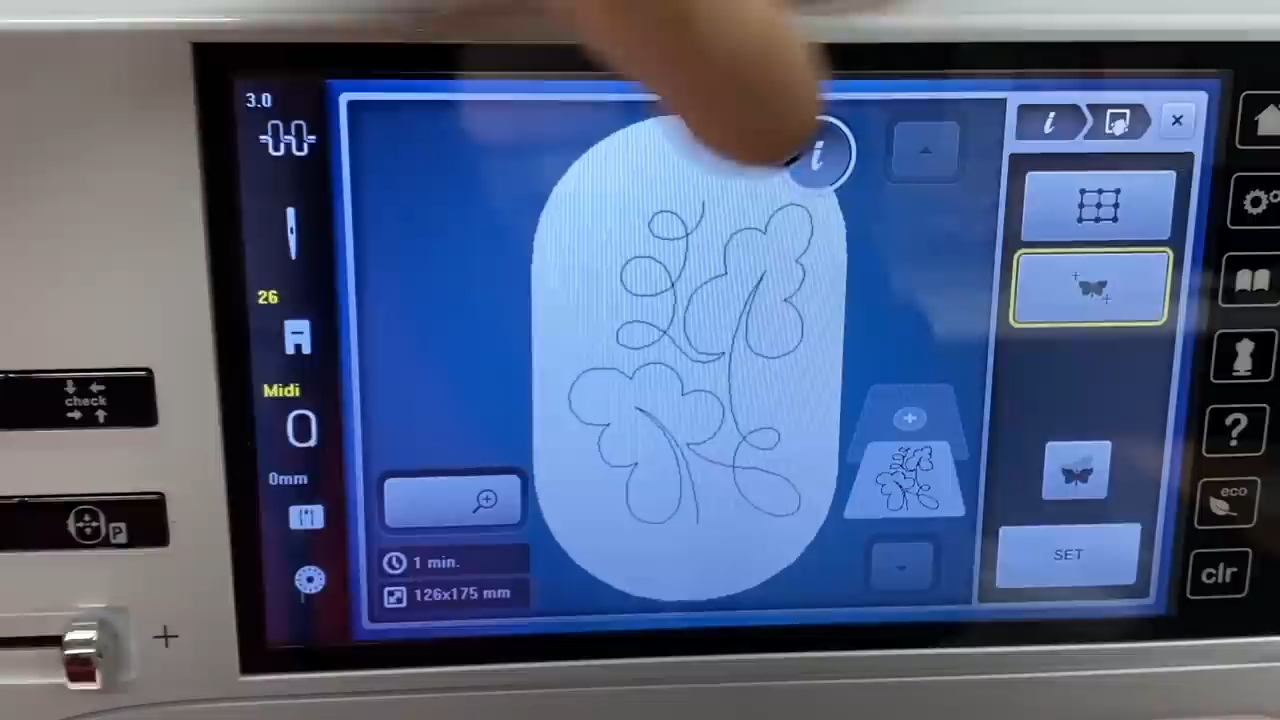 3.0
26
Midi
0mm
check
P
+
1 min.
126x175 mm
i
i
SET
?
eco
clr